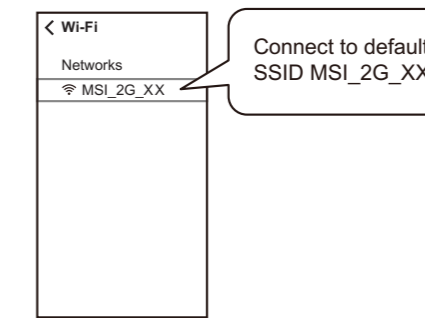 Wi-Fi
Networks
MSI_2G_XX
Connect to default
SSID MSI_2G_XX